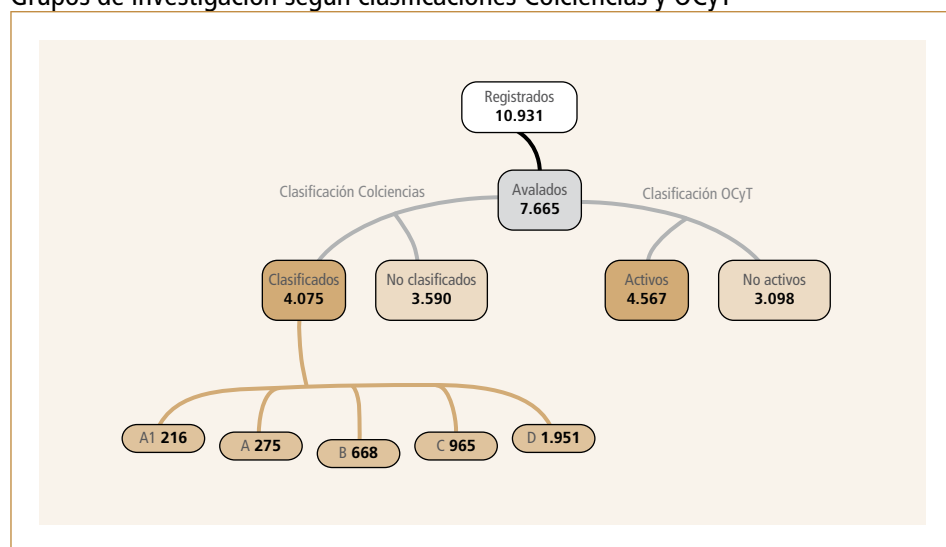 Grupos de investigación según clasificaciones Colciencias y OCyT
Registrados
10.931
Clasificación Colciencias
Avalados
7.665
Clasificación OCyT
Clasificados
4.075
No clasificados
3.590
Activos
4.567
No activos
3.098
A1 216
A 275
B 668
C 965
D 1.951